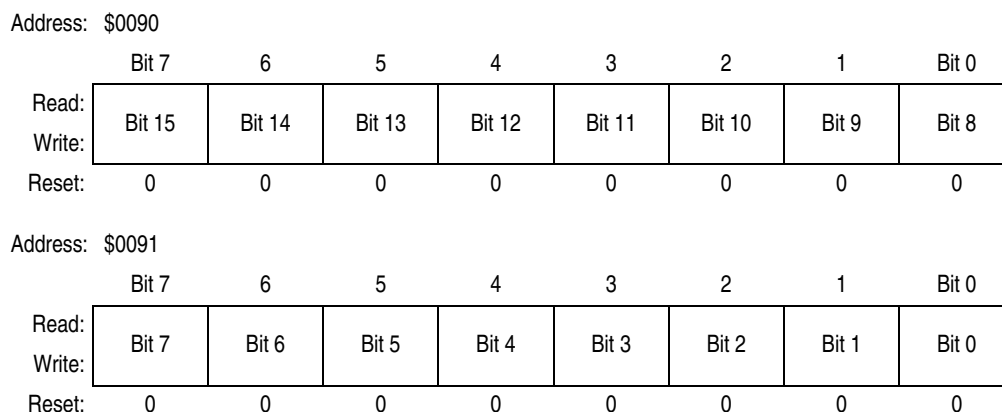 Address: $0090
Bit 7 6 5 4 3 2 1 Bit 0
Read:
Bit 15 Bit 14 Bit 13 Bit 12 Bit 11 Bit 10 Bit 9 Bit 8
Write:
Reset: 0 0 0 0 0 0 0 0
Address: $0091
Bit 7 6 5 4 3 2 1 Bit 0
Read:
Bit 7 Bit 6 Bit 5 Bit 4 Bit 3 Bit 2 Bit 1 Bit 0
Write:
Reset: 0 0 0 0 0 0 0 0